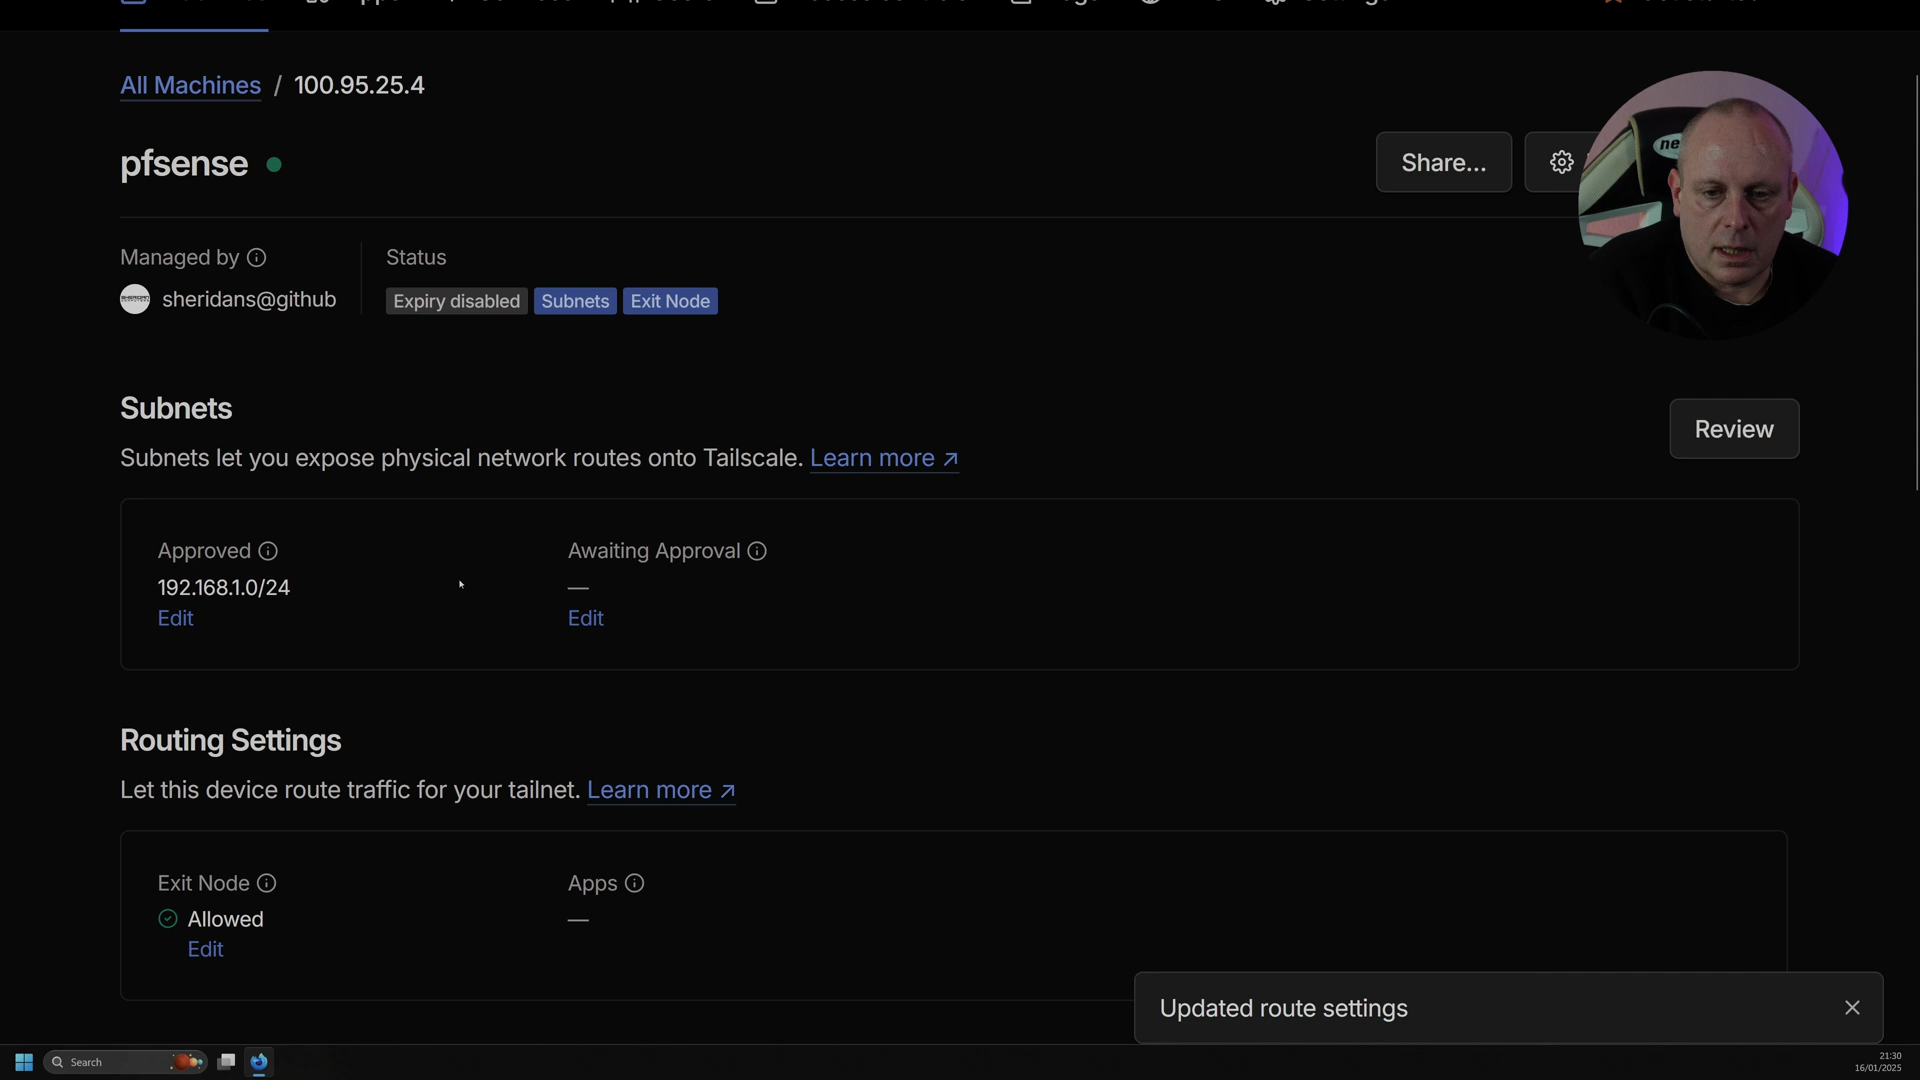 All Machines / 100.95.25.4
pfsense
Share...
Managed by
Status
sheridans@github
Expiry disabled
Subnets
Exit Node
Subnets
Review
Subnets let you expose physical network routes onto Tailscale. Learn more ↗
Approved
Awaiting Approval
192.168.1.0/24
—
Edit
Edit
Routing Settings
Let this device route traffic for your tailnet. Learn more ↗
Exit Node
Apps
Allowed
—
Edit
Updated route settings
Search
21:30
16/01/2025